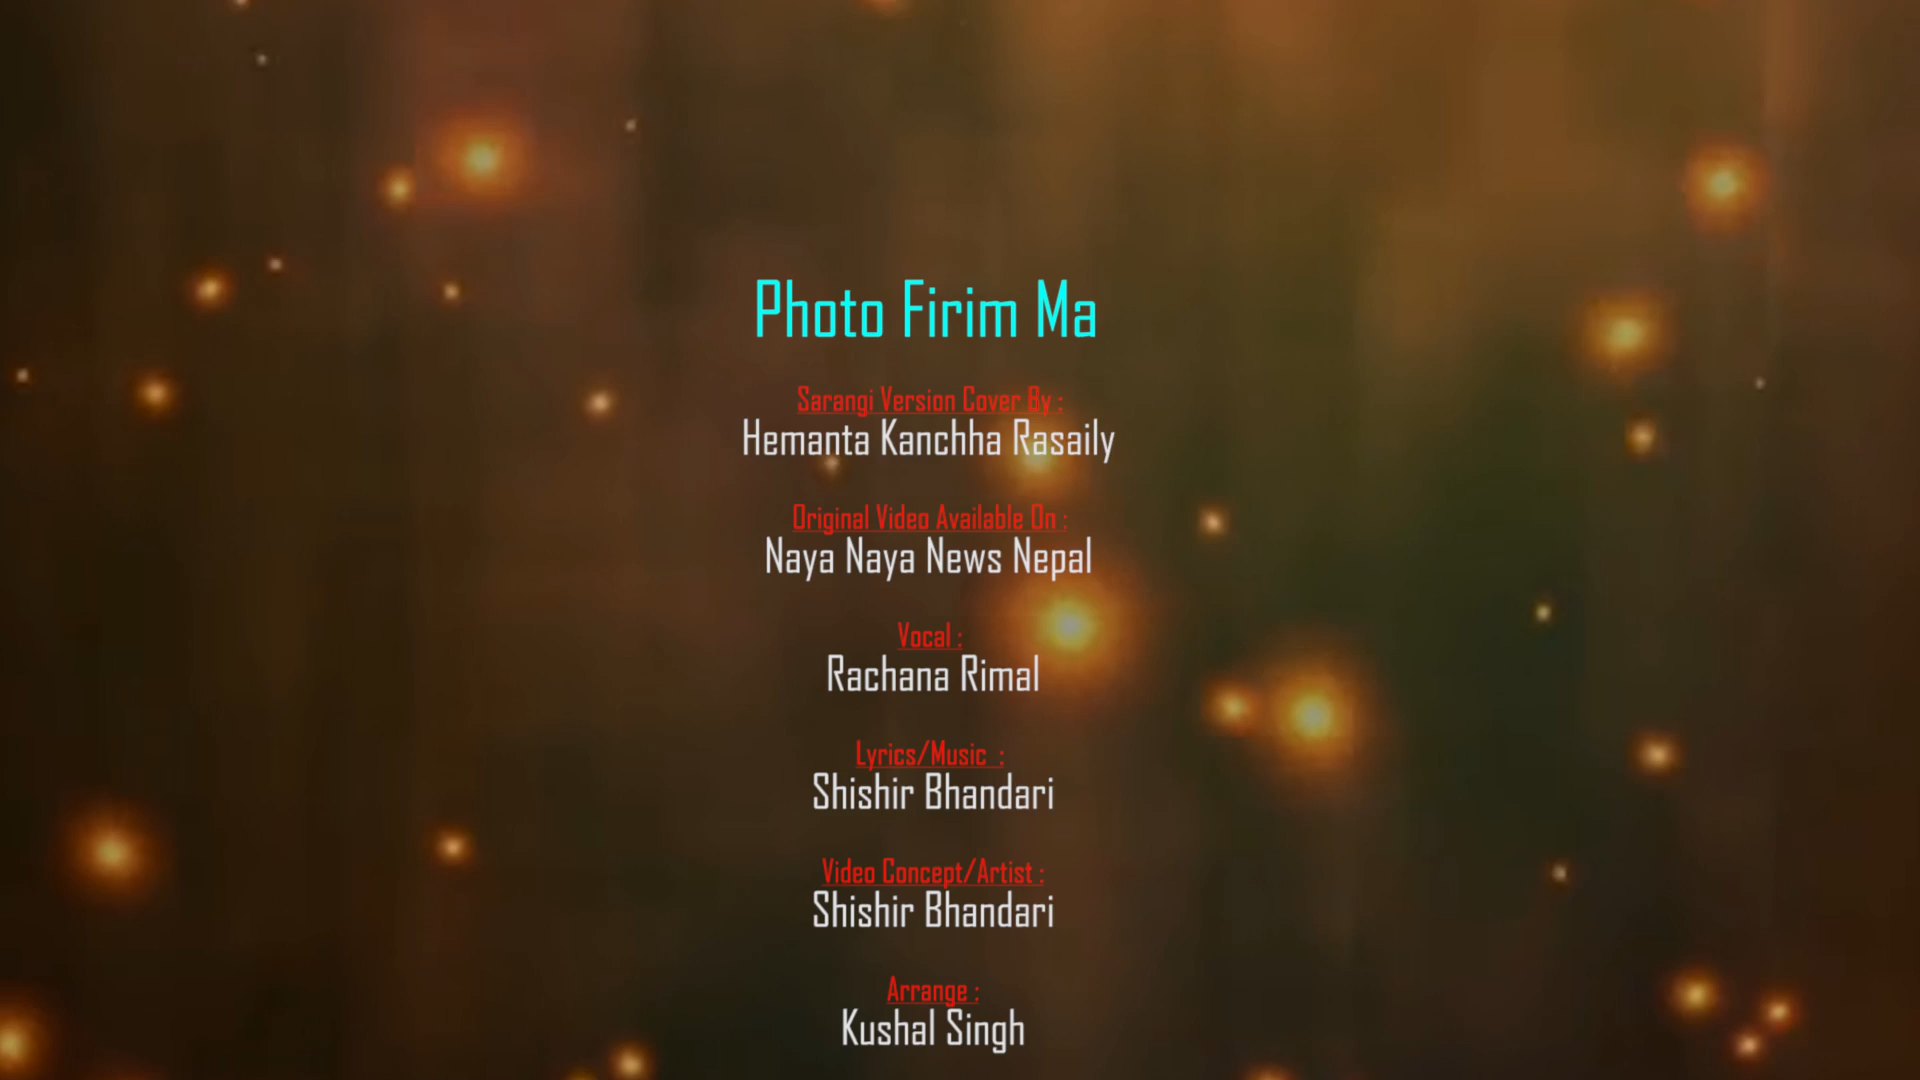 Photo Firim Ma
Sarangi Version Cover By :
Hemanta Kanchha Rasaily
Original Video Available On :
Naya Naya News Nepal
Vocal :
Rachana Rimal
Lyrics/Music :
Shishir Bhandari
Video Concept/Artist :
Shishir Bhandari
Arrange :
Kushal Singh